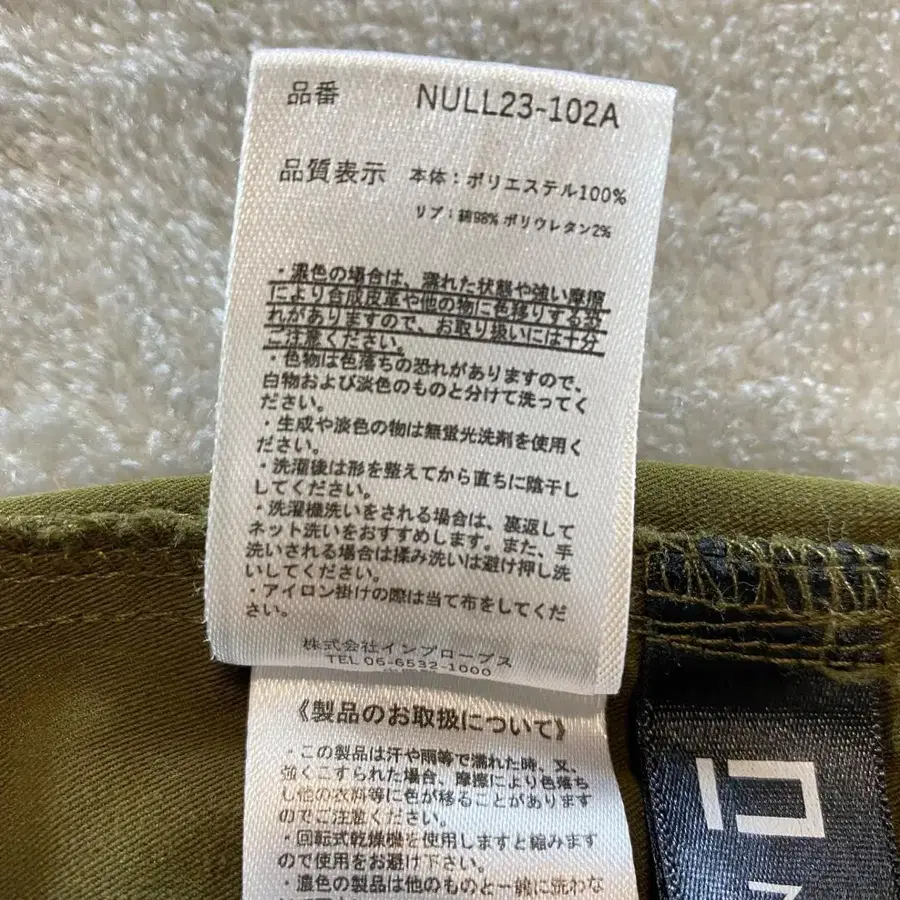 品番 NULL23-102A
品質表示 本体：ポリエステル100%
リブ：綿98% ポリウレタン2%
・濃色の場合は、濡れた状態や強い摩擦
により合成皮革や他の物に色移りする恐
れがありますので、お取り扱いには十分
ご注意ください。
・色物は色落ちの恐れがありますので、
白物および淡色のものと分けて洗ってく
ださい。
・生成や淡色の物は無蛍光洗剤を使用く
ださい。
・洗濯後は形を整えてから直ちに陰干し
してください。
・洗濯機洗いをされる場合は、裏返して
ネット洗いをおすすめします。また、手
洗いされる場合は揉み洗いは避け押し洗
いしてください。
・アイロン掛けの際は当て布をしてくだ
さい。
株式会社インプローブス
TEL 06-6532-1000
《製品のお取扱について》
・この製品は汗や雨等で濡れた時、又、
強くこすられた場合、摩擦により色落ち
し他の衣料等に色が移ることがあります
のでご注意ください。
・回転式乾燥機を使用しますと縮みます
ので使用をお避け下さい。
・濃色の製品は他のものと一緒に洗わな